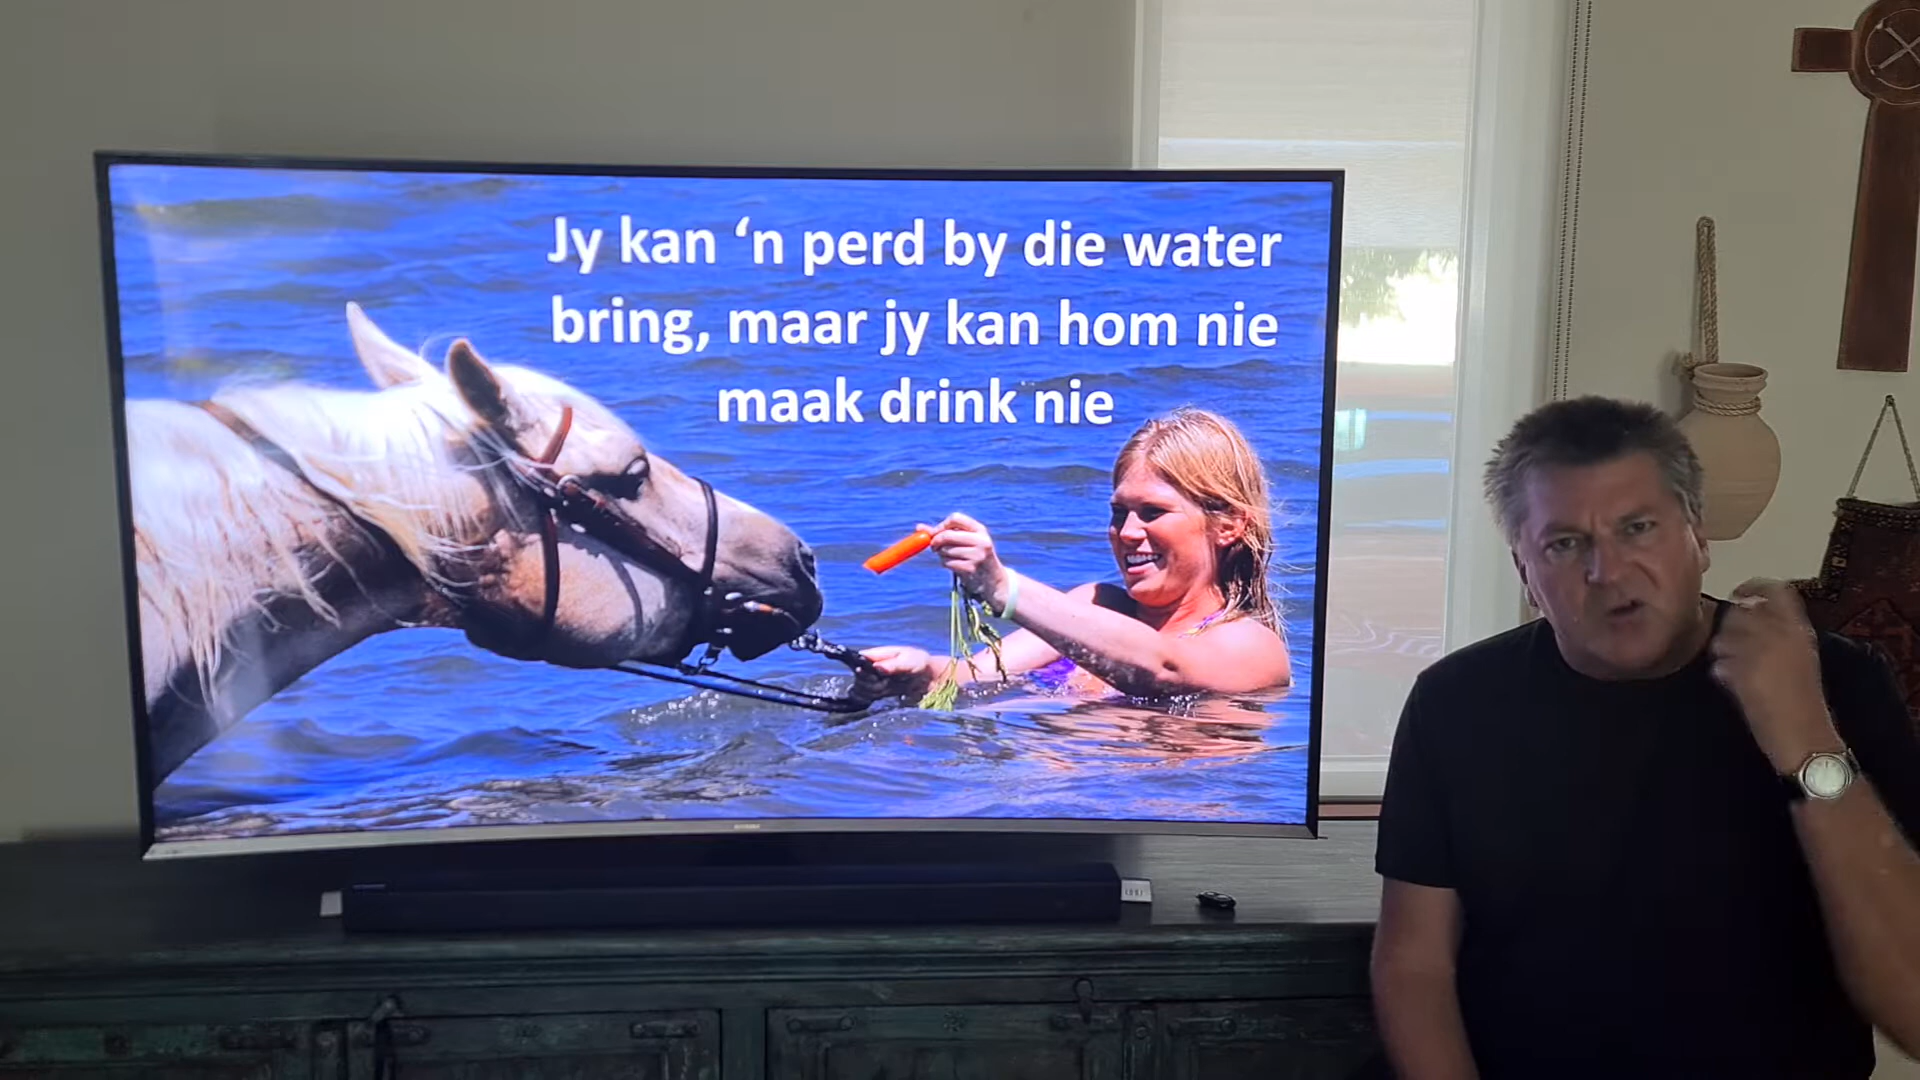 Jy kan ‘n perd by die water
bring, maar jy kan hom nie
maak drink nie